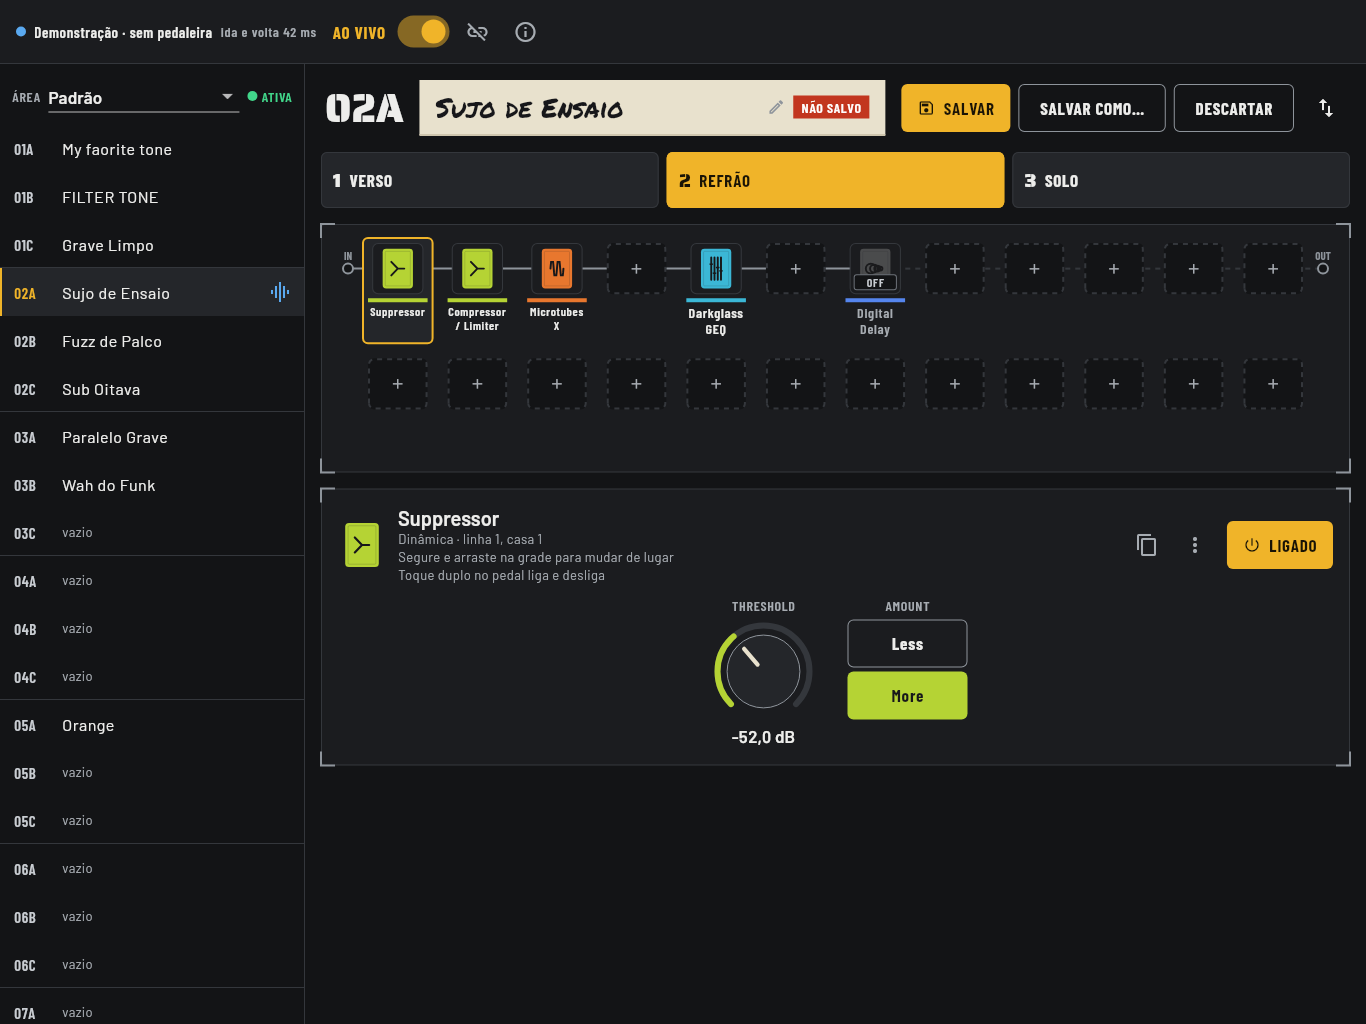 Demonstração · sem pedaleira Ida e volta 42 ms AO VIVO
ÁREA Padrão ATIVA
01A My faorite tone
01B FILTER TONE
01C Grave Limpo
02A Sujo de Ensaio
02B Fuzz de Palco
02C Sub Oitava
03A Paralelo Grave
03B Wah do Funk
03C vazio
04A vazio
04B vazio
04C vazio
05A Orange
05B vazio
05C vazio
06A vazio
06B vazio
06C vazio
07A vazio
02A Sujo de Ensaio NÃO SALVO SALVAR SALVAR COMO... DESCARTAR
1 VERSO 2 REFRÃO 3 SOLO
IN OUT
OFF
Suppressor Compressor / Limiter Microtubes X Darkglass GEQ Digital Delay
Suppressor
Dinâmica · linha 1, casa 1
Segure e arraste na grade para mudar de lugar
Toque duplo no pedal liga e desliga
LIGADO
THRESHOLD AMOUNT
Less
More
-52,0 dB